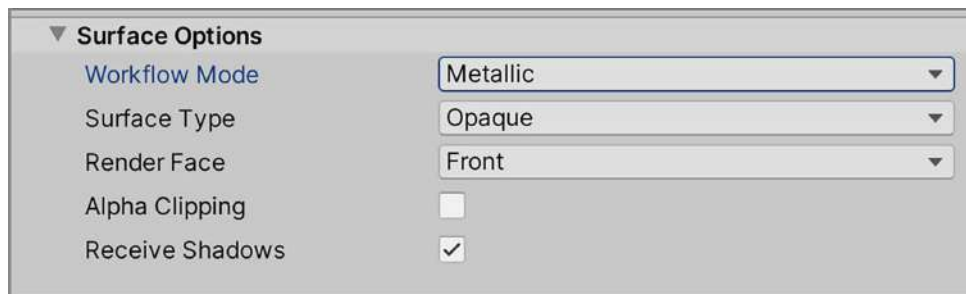 Surface Options
Workflow Mode Metallic
Surface Type Opaque
Render Face Front
Alpha Clipping
Receive Shadows